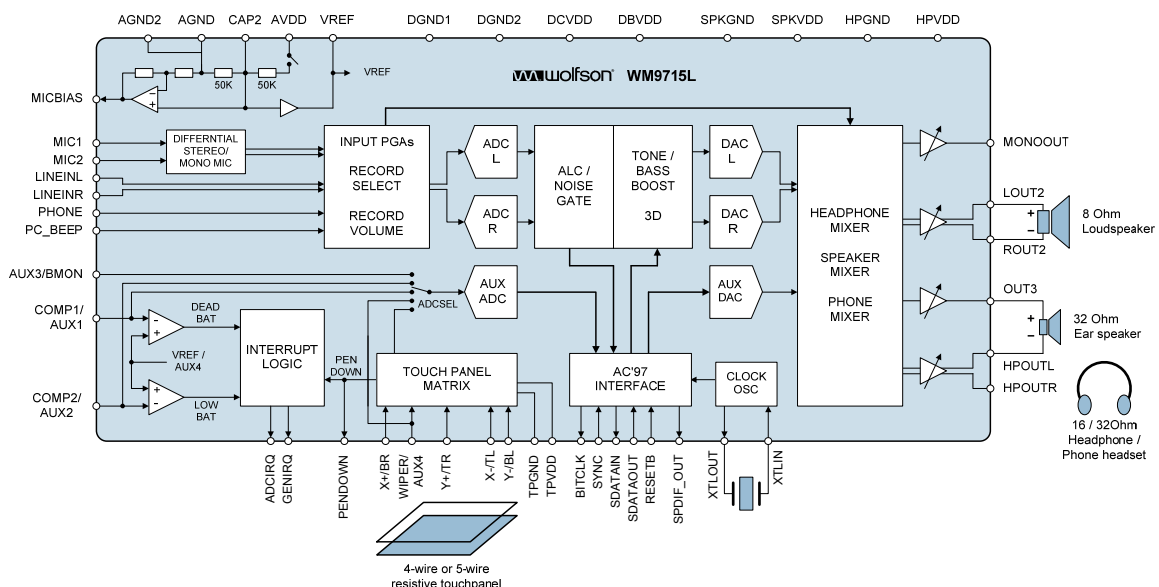 AGND2 AGND CAP2 AVDD VREF DGND1 DGND2 DCVDD DBVDD SPKGND SPKVDD HPGND HPVDD
wolfson WM9715L
VREF
50K 50K
MICBIAS
MIC1
MIC2
LINEINL
LINEINR
PHONE
PC_BEEP
AUX3/BMON
COMP1/
AUX1
COMP2/
AUX2
DIFFERNTIAL
STEREO/
MONO MIC
INPUT PGAs
RECORD
SELECT
RECORD
VOLUME
ADC
L
ADC
R
ALC /
NOISE
GATE
TONE /
BASS
BOOST
3D
DAC
L
DAC
R
AUX
ADC
AUX
DAC
ADCSEL
HEADPHONE
MIXER
SPEAKER
MIXER
PHONE
MIXER
MONOOUT
LOUT2
+
−
ROUT2
8 Ohm
Loudspeaker
OUT3
+
−
32 Ohm
Ear speaker
HPOUTL
HPOUTR
16 / 32Ohm
Headphone /
Phone headset
DEAD
BAT
VREF /
AUX4
LOW
BAT
INTERRUPT
LOGIC
PEN
DOWN
TOUCH PANEL
MATRIX
AC'97
INTERFACE
CLOCK
OSC
ADCIRQ
GENIRQ
PENDOWN
X+/BR
WIPER/
AUX4
Y+/TR
X-/TL
Y-/BL
TPGND
TPVDD
BITCLK
SYNC
SDATAIN
SDATAOUT
RESETB
SPDIF_OUT
XTLOUT
XTLIN
4-wire or 5-wire
resistive touchpanel